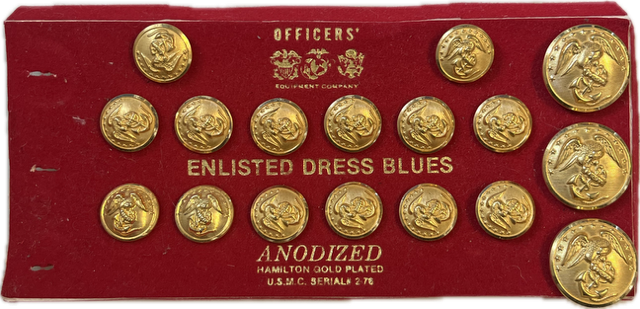 OFFICERS'
EQUIPMENT COMPANY
ENLISTED DRESS BLUES
ANODIZED
HAMILTON GOLD PLATED
U.S.M.C. SERIAL# 2-76